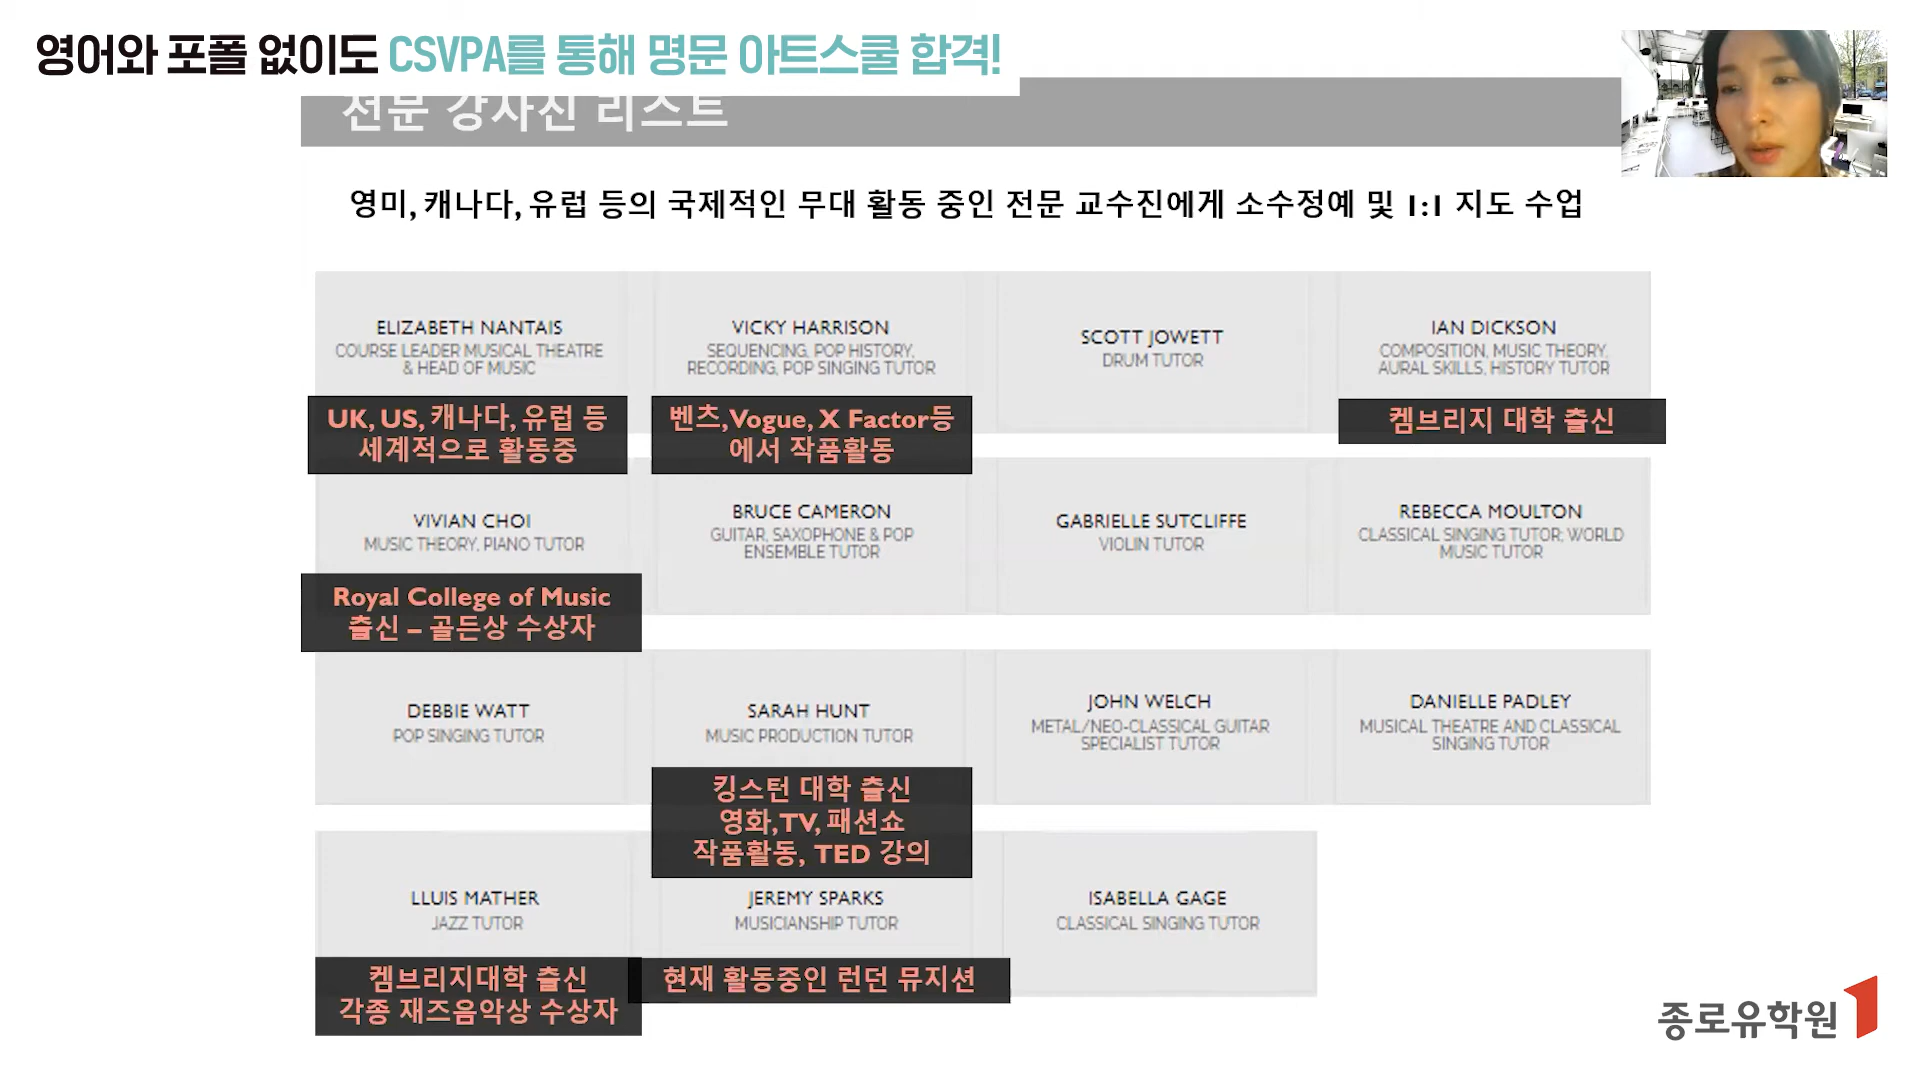 영어와 포폴 없이도 CSVPA를 통해 명문 아트스쿨 합격!
전문 강사진 리스트
영미, 캐나다, 유럽 등의 국제적인 무대 활동 중인 전문 교수진에게 소수정예 및 1:1 지도 수업
ELIZABETH NANTAIS
COURSE LEADER MUSICAL THEATRE
& HEAD OF MUSIC
UK, US, 캐나다, 유럽 등
세계적으로 활동중
VICKY HARRISON
SEQUENCING, POP HISTORY,
RECORDING, POP SINGING TUTOR
벤츠,Vogue, X Factor등
에서 작품활동
SCOTT JOWETT
DRUM TUTOR
IAN DICKSON
COMPOSITION, MUSIC THEORY,
AURAL SKILLS, HISTORY TUTOR
켐브리지 대학 출신
VIVIAN CHOI
MUSIC THEORY, PIANO TUTOR
Royal College of Music
출신 – 골든상 수상자
BRUCE CAMERON
GUITAR, SAXOPHONE & POP
ENSEMBLE TUTOR
GABRIELLE SUTCLIFFE
VIOLIN TUTOR
REBECCA MOULTON
CLASSICAL SINGING TUTOR; WORLD
MUSIC TUTOR
DEBBIE WATT
POP SINGING TUTOR
SARAH HUNT
MUSIC PRODUCTION TUTOR
킹스턴 대학 출신
영화,TV, 패션쇼
작품활동, TED 강의
JOHN WELCH
METAL/NEO-CLASSICAL GUITAR
SPECIALIST TUTOR
DANIELLE PADLEY
MUSICAL THEATRE AND CLASSICAL
SINGING TUTOR
LLUIS MATHER
JAZZ TUTOR
켐브리지대학 출신
각종 재즈음악상 수상자
JEREMY SPARKS
MUSICIANSHIP TUTOR
현재 활동중인 런던 뮤지션
ISABELLA GAGE
CLASSICAL SINGING TUTOR
종로유학원